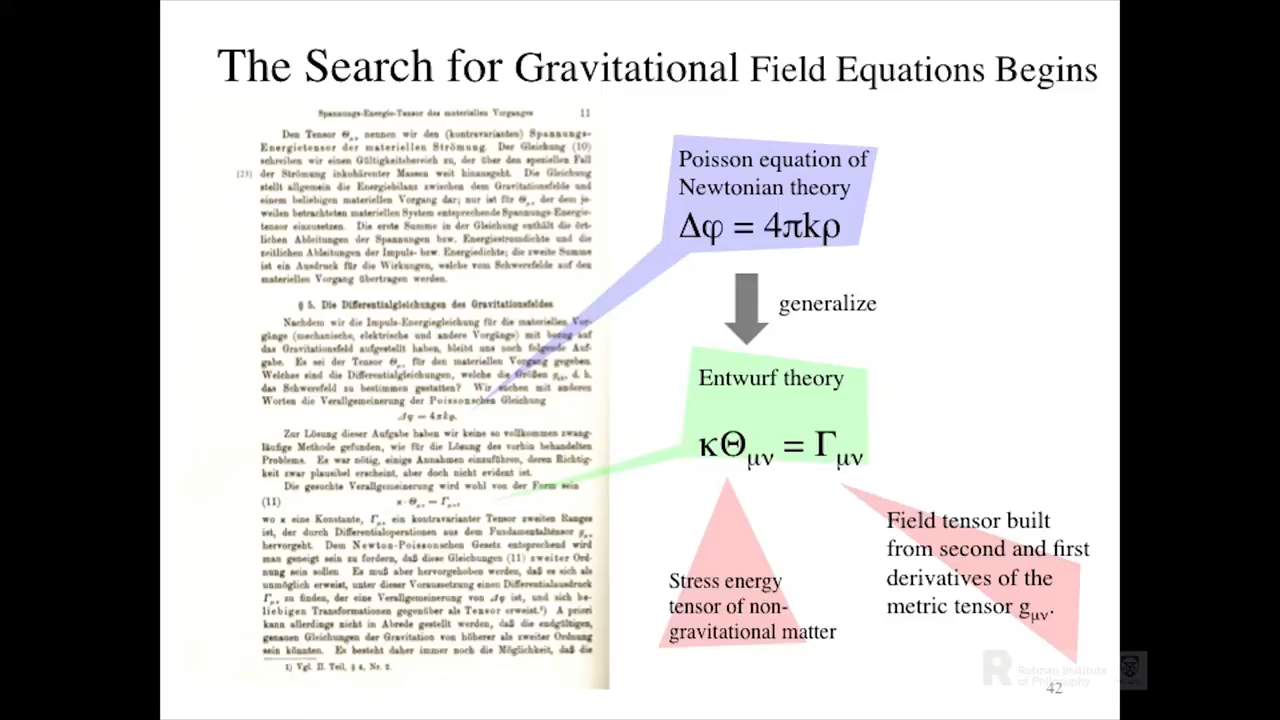 The Search for Gravitational Field Equations Begins
Spannungs-Energie-Tensor des materiellen Vorganges 11
Den Tensor Θμν nennen wir den (kontravarianten) Spannungs-
Energietensor der materiellen Strömung. Der Gleichung (10)
schreiben wir einen Gültigkeitsbereich zu, der über den speziellen Fall
[23] der Strömung inkohärenter Massen weit hinausgeht. Die Gleichung
stellt allgemein die Energiebilanz zwischen dem Gravitationsfelde und
einem beliebigen materiellen Vorgang dar; nur ist für Θμν der dem je-
weilen betrachteten materiellen System entsprechende Spannungs-Energie-
tensor einzusetzen. Die erste Summe in der Gleichung enthält die ört-
lichen Ableitungen der Spannungen bzw. Energiestromdichte und die
zeitlichen Ableitungen der Impuls- bzw. Energiedichte; die zweite Summe
ist ein Ausdruck für die Wirkungen, welche vom Schwerefelde auf den
materiellen Vorgang übertragen werden.
§ 5. Die Differentialgleichungen des Gravitationsfeldes
Nachdem wir die Impuls-Energiegleichung für die materiellen Vor-
gänge (mechanische, elektrische und andere Vorgänge) mit bezug auf
das Gravitationsfeld aufgestellt haben, bleibt uns noch folgende Auf-
gabe. Es sei der Tensor Θμν für den materiellen Vorgang gegeben.
Welches sind die Differentialgleichungen, welche die Größen gik, d. h.
das Schwerefeld zu bestimmen gestatten? Wir suchen mit anderen
Worten die Verallgemeinerung der Poissonschen Gleichung
Δφ = 4πkρ.
Zur Lösung dieser Aufgabe haben wir keine so vollkommen zwang-
läufige Methode gefunden, wie für die Lösung des vorhin behandelten
Problems. Es war nötig, einige Annahmen einzuführen, deren Richtig-
keit zwar plausibel erscheint, aber doch nicht evident ist.
Die gesuchte Verallgemeinerung wird wohl von der Form sein
(11) κ·Θμν = Γμν,
wo κ eine Konstante, Γμν ein kontravarianter Tensor zweiten Ranges
ist, der durch Differentialoperationen aus dem Fundamentaltensor gμν
hervorgeht. Dem Newton-Poissonschen Gesetz entsprechend wird
man geneigt sein zu fordern, daß diese Gleichungen (11) zweiter Ord-
nung sein sollen. Es muß aber hervorgehoben werden, daß es sich als
unmöglich erweist, unter dieser Voraussetzung einen Differentialausdruck
Γμν zu finden, der eine Verallgemeinerung von Δφ ist, und sich be-
liebigen Transformationen gegenüber als Tensor erweist.¹) A priori
kann allerdings nicht in Abrede gestellt werden, daß die endgültigen,
genauen Gleichungen der Gravitation von höherer als zweiter Ordnung
sein könnten. Es besteht daher immer noch die Möglichkeit, daß die
1) Vgl. II. Teil, § 4, Nr. 2.
Poisson equation of
Newtonian theory
Δφ = 4πkρ
generalize
Entwurf theory
κΘμν = Γμν
Stress energy
tensor of non-
gravitational matter
Field tensor built
from second and first
derivatives of the
metric tensor gμν.
R Rotman Institute
of Philosophy
42